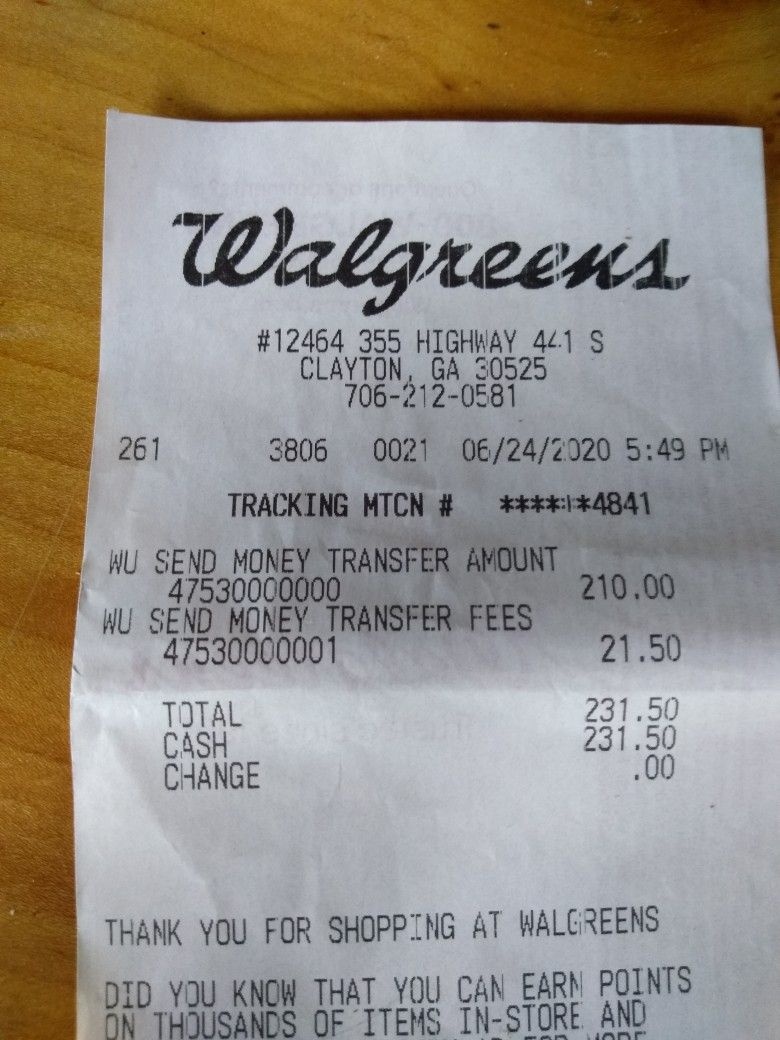 Walgreens
#12464 355 HIGHWAY 441 S
CLAYTON, GA 30525
706-212-0581
261 3806 0021 06/24/2020 5:49 PM
TRACKING MTCN # ******4841
WU SEND MONEY TRANSFER AMOUNT
47530000000 210.00
WU SEND MONEY TRANSFER FEES
47530000001 21.50
TOTAL 231.50
CASH 231.50
CHANGE .00
THANK YOU FOR SHOPPING AT WALGREENS
DID YOU KNOW THAT YOU CAN EARN POINTS
ON THOUSANDS OF ITEMS IN-STORE AND